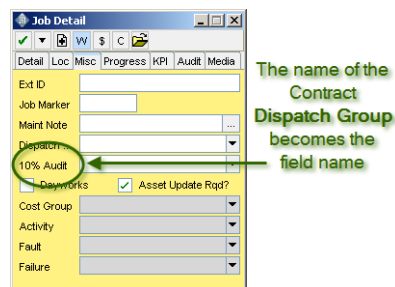 Job Detail
W $ C
Detail Loc Misc Progress KPI Audit Media
Ext ID
Job Marker
Maint Note ...
Dispatch ..
10% Audit
Dayworks Asset Update Rqd?
Cost Group
Activity
Fault
Failure
The name of the
Contract
Dispatch Group
becomes the
field name